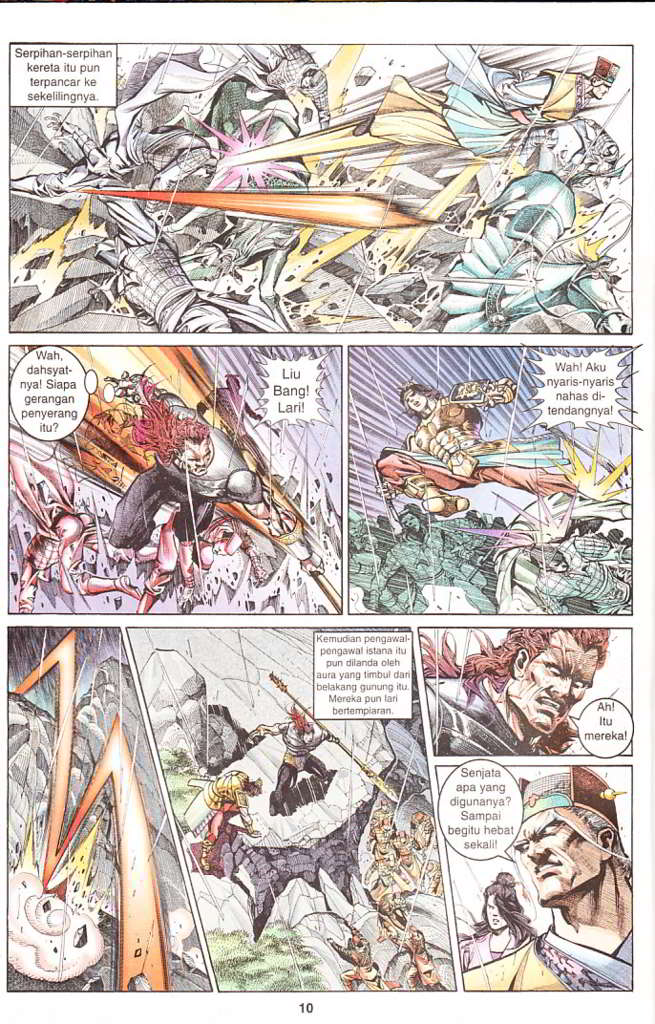 Serpihan-serpihan
kereta itu pun
terpancar ke
sekelilingnya.
Wah,
dahsyat-
nya! Siapa
gerangan
penyerang
itu?
Liu
Bang!
Lari!
Wah! Aku
nyaris-nyaris
nahas di-
tendangnya!
Kemudian pengawal-
pengawal istana itu
pun dilanda oleh
aura yang timbul dari
belakang gunung itu.
Mereka pun lari
bertempiaran.
Ah!
Itu
mereka!
Senjata
apa yang
digunanya?
Sampai
begitu hebat
sekali!
10